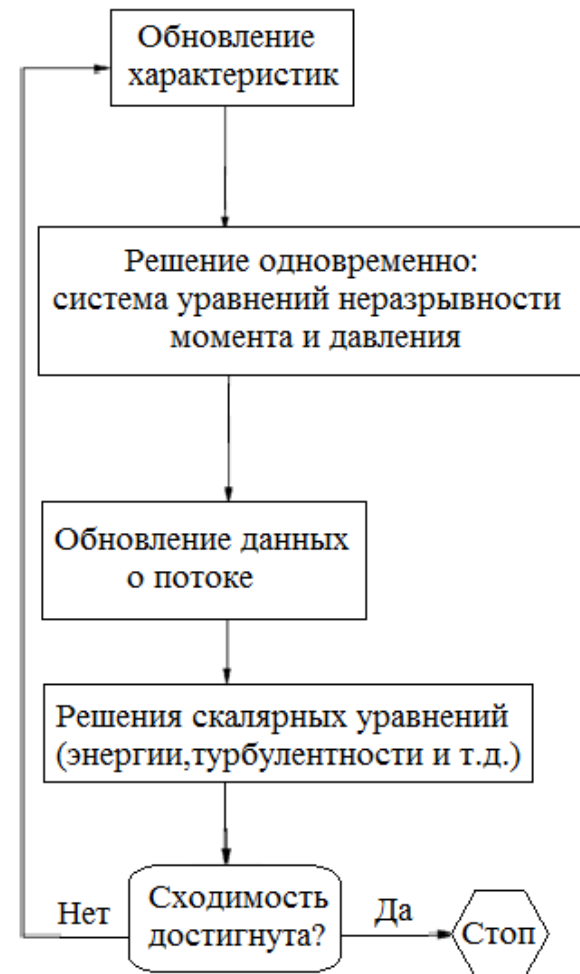 Обновление
характеристик
Решение одновременно:
система уравнений неразрывности
момента и давления
Обновление данных
о потоке
Решения скалярных уравнений
(энергии,турбулентности и т.д.)
Сходимость
достигнута?
Нет
Да
Стоп